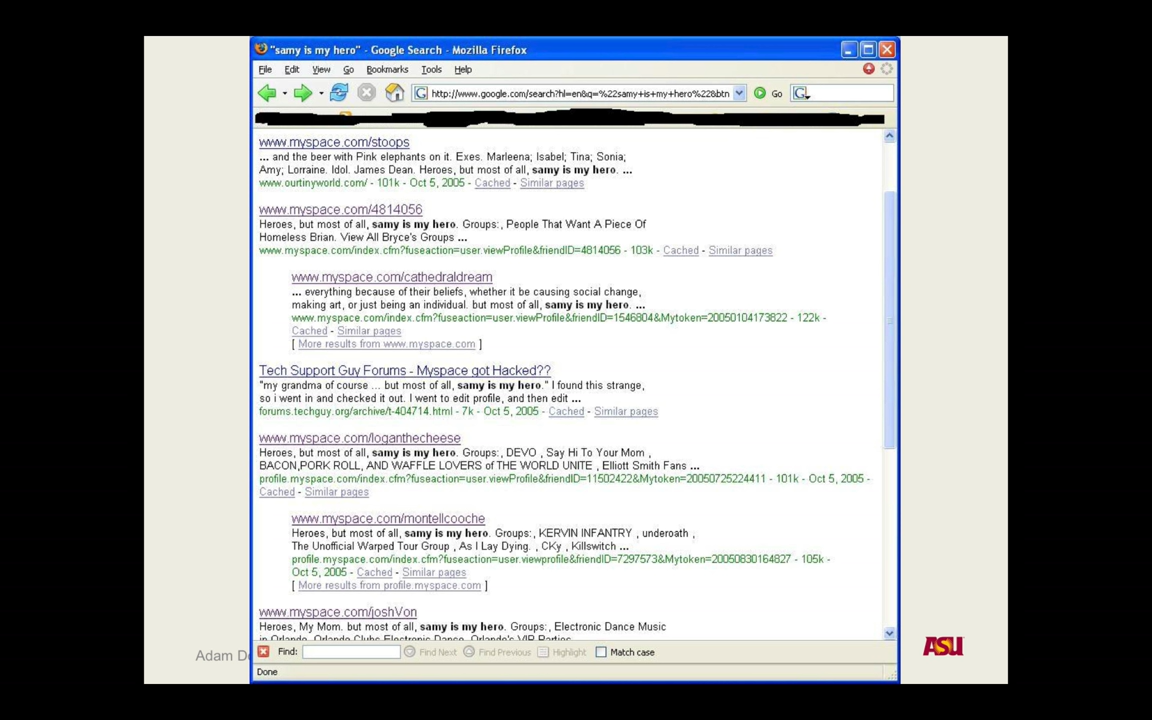 "samy is my hero" - Google Search - Mozilla Firefox
File Edit View Go Bookmarks Tools Help
http://www.google.com/search?hl=en&q=%22samy+is+my+hero%22&btn Go
www.myspace.com/stoops
... and the beer with Pink elephants on it. Exes. Marleena; Isabel; Tina; Sonia;
Amy; Lorraine. Idol. James Dean. Heroes, but most of all, samy is my hero. ...
www.ourtinyworld.com/ - 101k - Oct 5, 2005 - Cached - Similar pages
www.myspace.com/4814056
Heroes, but most of all, samy is my hero. Groups:, People That Want A Piece Of
Homeless Brian. View All Bryce's Groups ...
www.myspace.com/index.cfm?fuseaction=user.viewProfile&friendID=4814056 - 103k - Cached - Similar pages
www.myspace.com/cathedraldream
... everything because of their beliefs, whether it be causing social change,
making art, or just being an individual. but most of all, samy is my hero. ...
www.myspace.com/index.cfm?fuseaction=user.viewProfile&friendID=1546804&Mytoken=20050104173822 - 122k -
Cached - Similar pages
[ More results from www.myspace.com ]
Tech Support Guy Forums - Myspace got Hacked??
"my grandma of course ... but most of all, samy is my hero." I found this strange,
so i went in and checked it out. I went to edit profile, and then edit ...
forums.techguy.org/archive/t-404714.html - 7k - Oct 5, 2005 - Cached - Similar pages
www.myspace.com/loganthecheese
Heroes, but most of all, samy is my hero. Groups:, DEVO , Say Hi To Your Mom ,
BACON,PORK ROLL, AND WAFFLE LOVERS of THE WORLD UNITE , Elliott Smith Fans ...
profile.myspace.com/index.cfm?fuseaction=user.viewProfile&friendID=11502422&Mytoken=20050725224411 - 101k - Oct 5, 2005 -
Cached - Similar pages
www.myspace.com/montellcooche
Heroes, but most of all, samy is my hero. Groups:, KERVIN INFANTRY , underoath ,
The Unofficial Warped Tour Group , As I Lay Dying. , CKy , Killswitch ...
profile.myspace.com/index.cfm?fuseaction=user.viewprofile&friendID=7297573&Mytoken=20050830164827 - 105k -
Oct 5, 2005 - Cached - Similar pages
[ More results from profile.myspace.com ]
www.myspace.com/joshVon
Heroes, My Mom. but most of all, samy is my hero. Groups:, Electronic Dance Music
in Orlando, Orlando Clubs Electronic Dance, Orlando's VIP Parties
Find: Find Next Find Previous Highlight Match case
Adam
ASU
Done